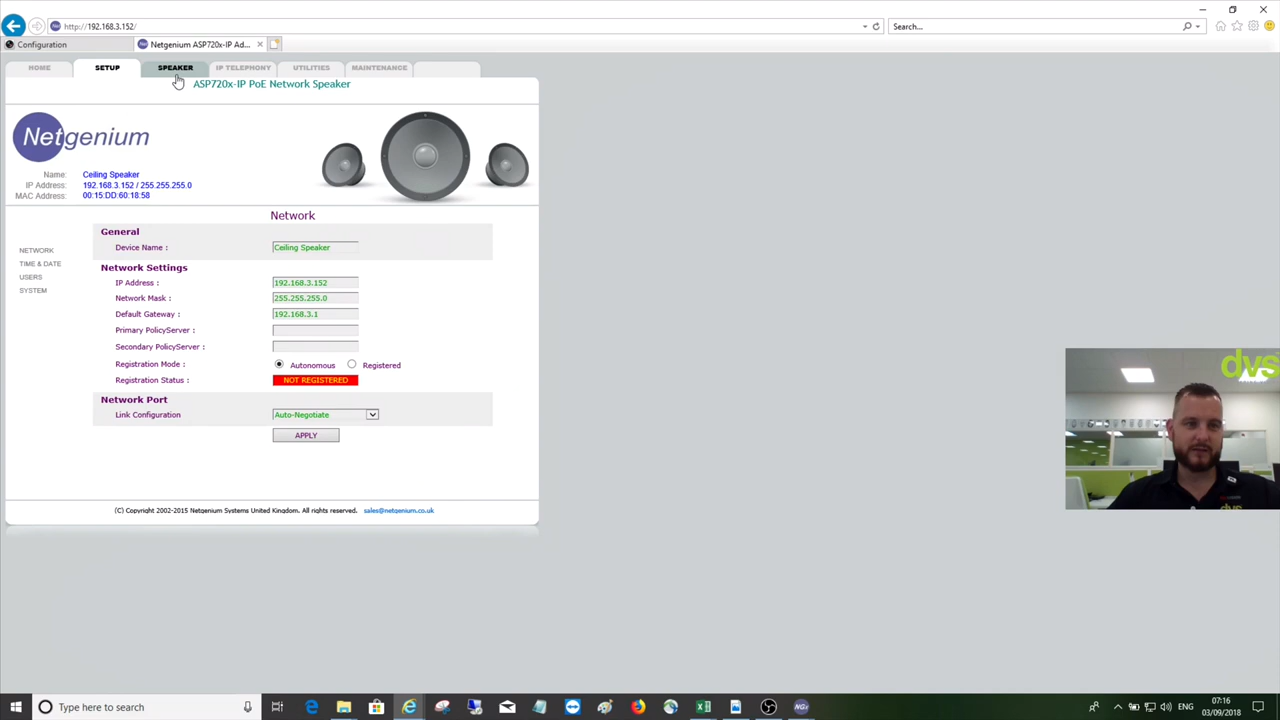 http://192.168.3.152/
Search...
Configuration
Netgenium ASP720x-IP Ad...
HOME
SETUP
SPEAKER
IP TELEPHONY
UTILITIES
MAINTENANCE
ASP720x-IP PoE Network Speaker
Netgenium
Name: Ceiling Speaker
IP Address: 192.168.3.152 / 255.255.255.0
MAC Address: 00:15:DD:60:18:58
Network
General
Device Name : Ceiling Speaker
NETWORK
TIME & DATE
USERS
SYSTEM
Network Settings
IP Address : 192.168.3.152
Network Mask : 255.255.255.0
Default Gateway : 192.168.3.1
Primary PolicyServer :
Secondary PolicyServer :
Registration Mode : Autonomous Registered
Registration Status : NOT REGISTERED
Network Port
Link Configuration Auto-Negotiate
APPLY
(C) Copyright 2002-2015 Netgenium Systems United Kingdom. All rights reserved. sales@netgenium.co.uk
dvs
dvs
Type here to search
NG
ENG
07:16
03/09/2018